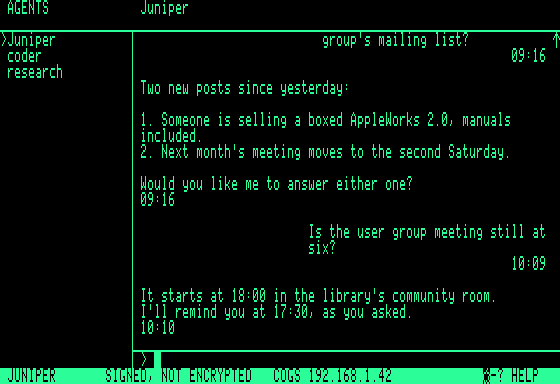 AGENTS Juniper
>Juniper
coder
research
group's mailing list?
09:16
Two new posts since yesterday:
1. Someone is selling a boxed AppleWorks 2.0, manuals
included.
2. Next month's meeting moves to the second Saturday.
Would you like me to answer either one?
09:16
Is the user group meeting still at
six?
10:09
It starts at 18:00 in the library's community room.
I'll remind you at 17:30, as you asked.
10:10
>
JUNIPER SIGNED, NOT ENCRYPTED COGS 192.168.1.42 -? HELP